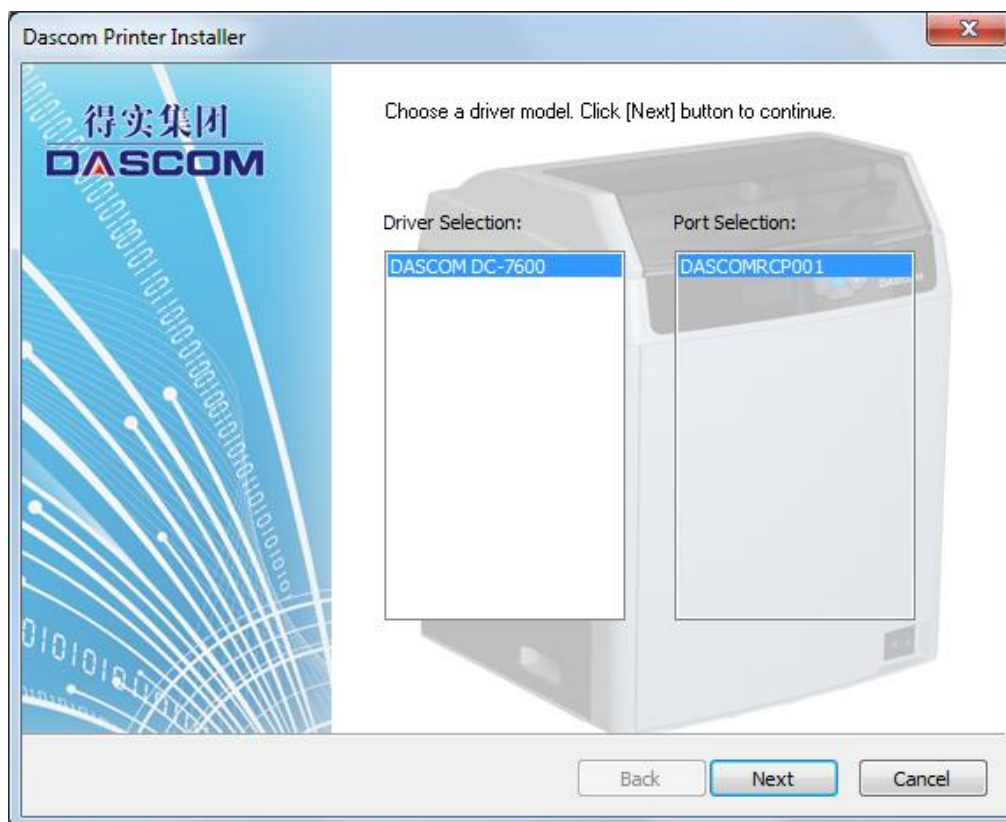 Dascom Printer Installer
得实集团
DASCOM
Choose a driver model. Click [Next] button to continue.
Driver Selection:
Port Selection:
DASCOM DC-7600
DASCOMRCP001
Back
Next
Cancel